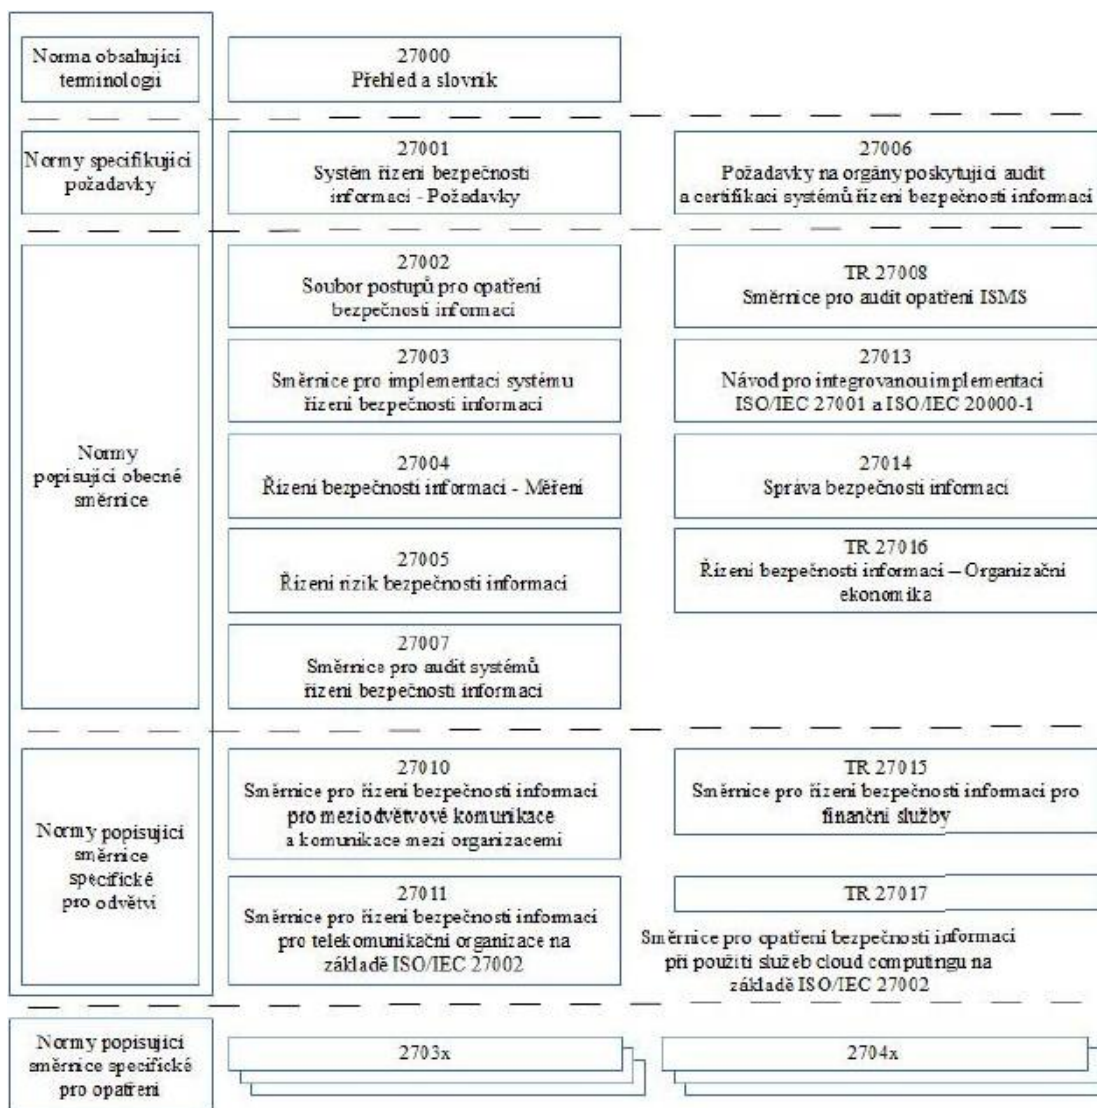 Norma obsahující
terminologii
27000
Přehled a slovník
Normy specifikující
požadavky
27001
Systém řízení bezpečnosti
informací - Požadavky
27006
Požadavky na orgány poskytující audit
a certifikaci systémů řízení bezpečnosti informací
Normy
popisující obecné
směrnice
27002
Soubor postupů pro opatření
bezpečnosti informací
TR 27008
Směrnice pro audit opatření ISMS
27003
Směrnice pro implementaci systému
řízení bezpečnosti informací
27013
Návod pro integrovanou implementaci
ISO/IEC 27001 a ISO/IEC 20000-1
27004
Řízení bezpečnosti informací - Měření
27014
Správa bezpečnosti informací
27005
Řízení rizik bezpečnosti informací
TR 27016
Řízení bezpečnosti informací – Organizační
ekonomika
27007
Směrnice pro audit systémů
řízení bezpečnosti informací
Normy popisující
směrnice
specifické
pro odvětví
27010
Směrnice pro řízení bezpečnosti informací
pro meziodvětvové komunikace
a komunikace mezi organizacemi
TR 27015
Směrnice pro řízení bezpečnosti informací pro
finanční služby
27011
Směrnice pro řízení bezpečnosti informací
pro telekomunikační organizace na
základě ISO/IEC 27002
TR 27017
Směrnice pro opatření bezpečnosti informací
při použití služeb cloud computingu na
základě ISO/IEC 27002
Normy popisující
směrnice specifické
pro opatření
2703x
2704x